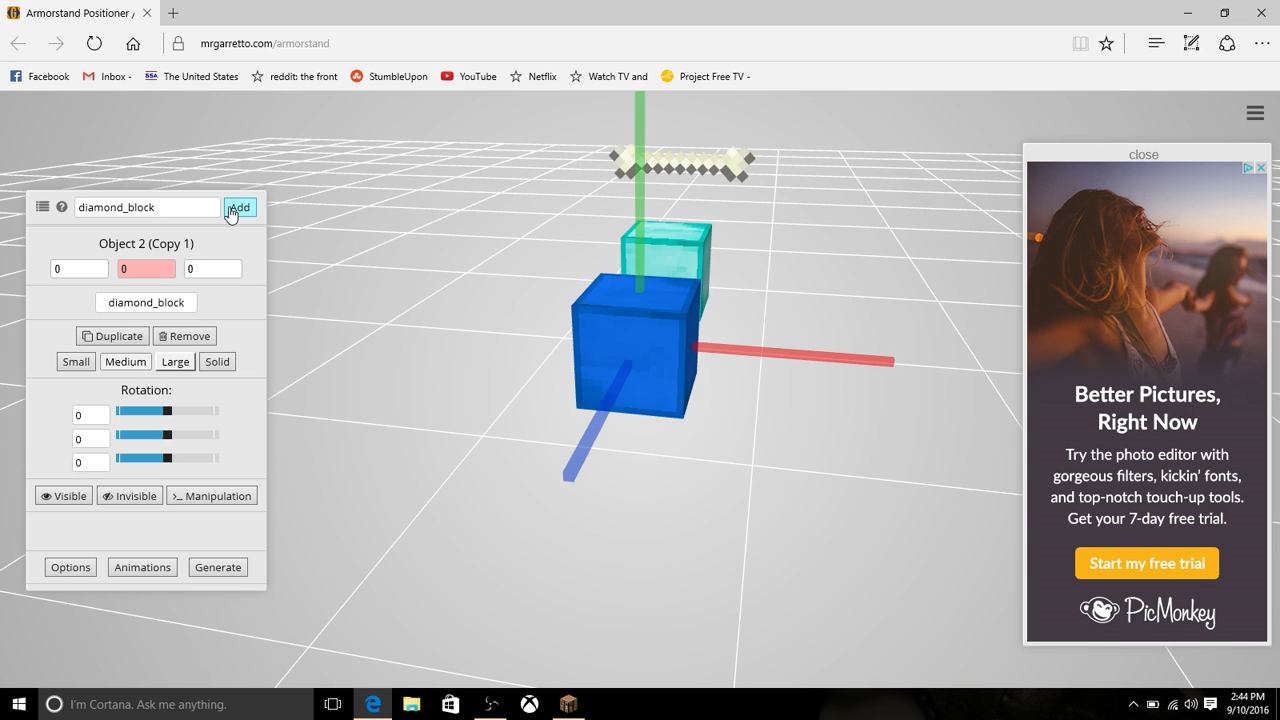 Armorstand Positioner /
mrgarretto.com/armorstand
Facebook
Inbox -
SSA
The United States
reddit: the front
StumbleUpon
YouTube
Netflix
Watch TV and
Project Free TV -
diamond_block
Add
Object 2 (Copy 1)
0
0
0
diamond_block
Duplicate
Remove
Small
Medium
Large
Solid
Rotation:
0
0
0
Visible
Invisible
>_ Manipulation
Options
Animations
Generate
close
Better Pictures,
Right Now
Try the photo editor with
gorgeous filters, kickin' fonts,
and top-notch touch-up tools.
Get your 7-day free trial.
Start my free trial
PicMonkey
I'm Cortana. Ask me anything.
2:44 PM
9/10/2016